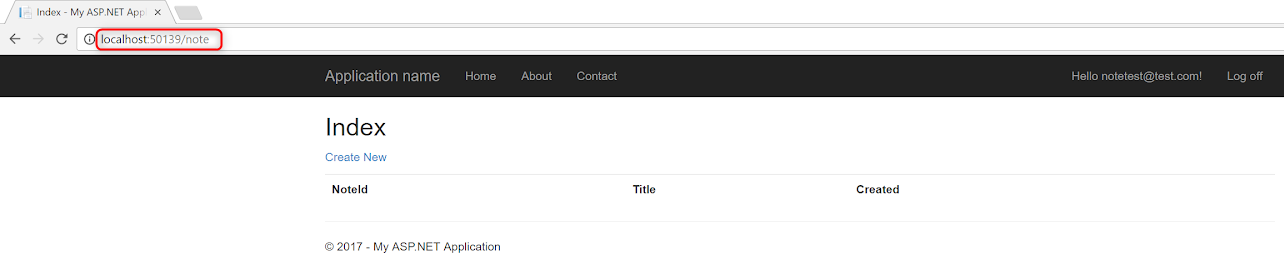 Index - My ASP.NET Appl
localhost:50139/note
Application name Home About Contact Hello notetest@test.com! Log off
Index
Create New
NoteId Title Created
© 2017 - My ASP.NET Application